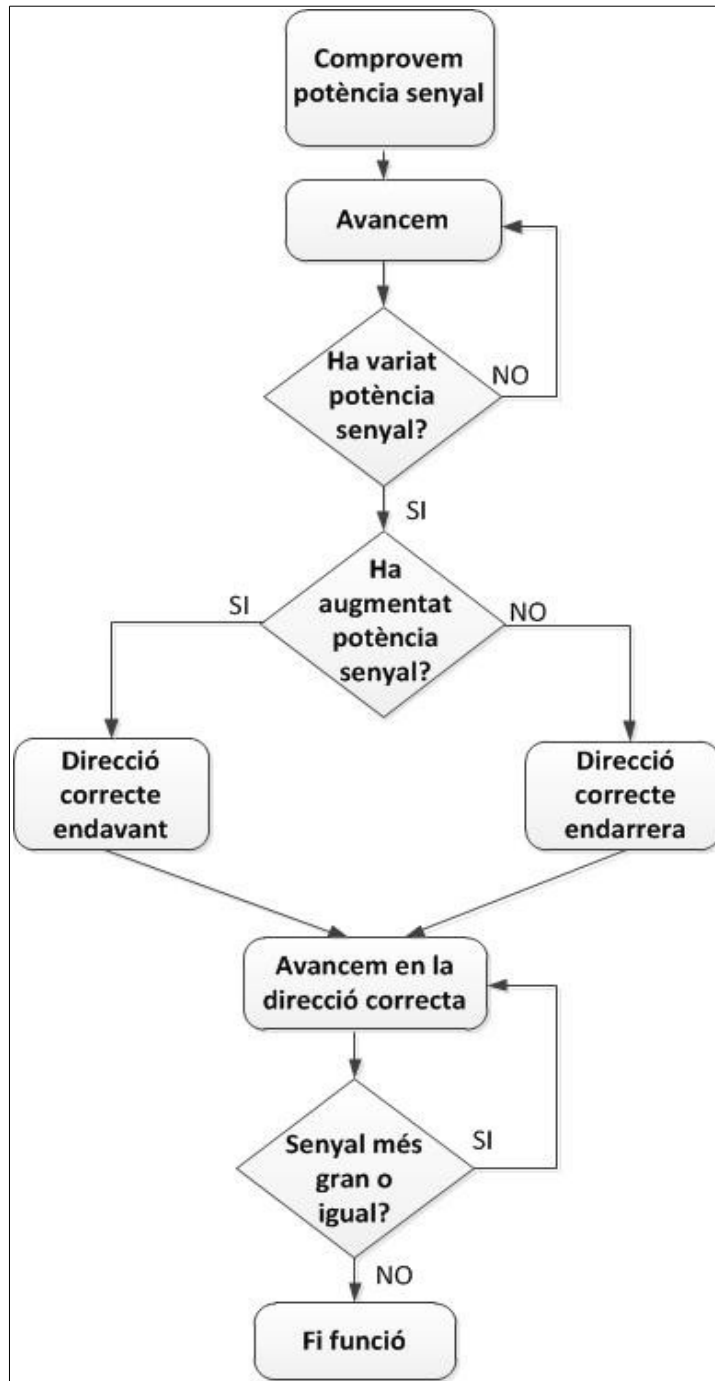 Comprovem
potència senyal
Avancem
Ha variat
potència
senyal?
NO
SI
Ha
augmentat
potència
senyal?
SI
NO
Direcció
correcte
endavant
Direcció
correcte
endarrera
Avancem en la
direcció correcta
Senyal més
gran o
igual?
SI
NO
Fi funció